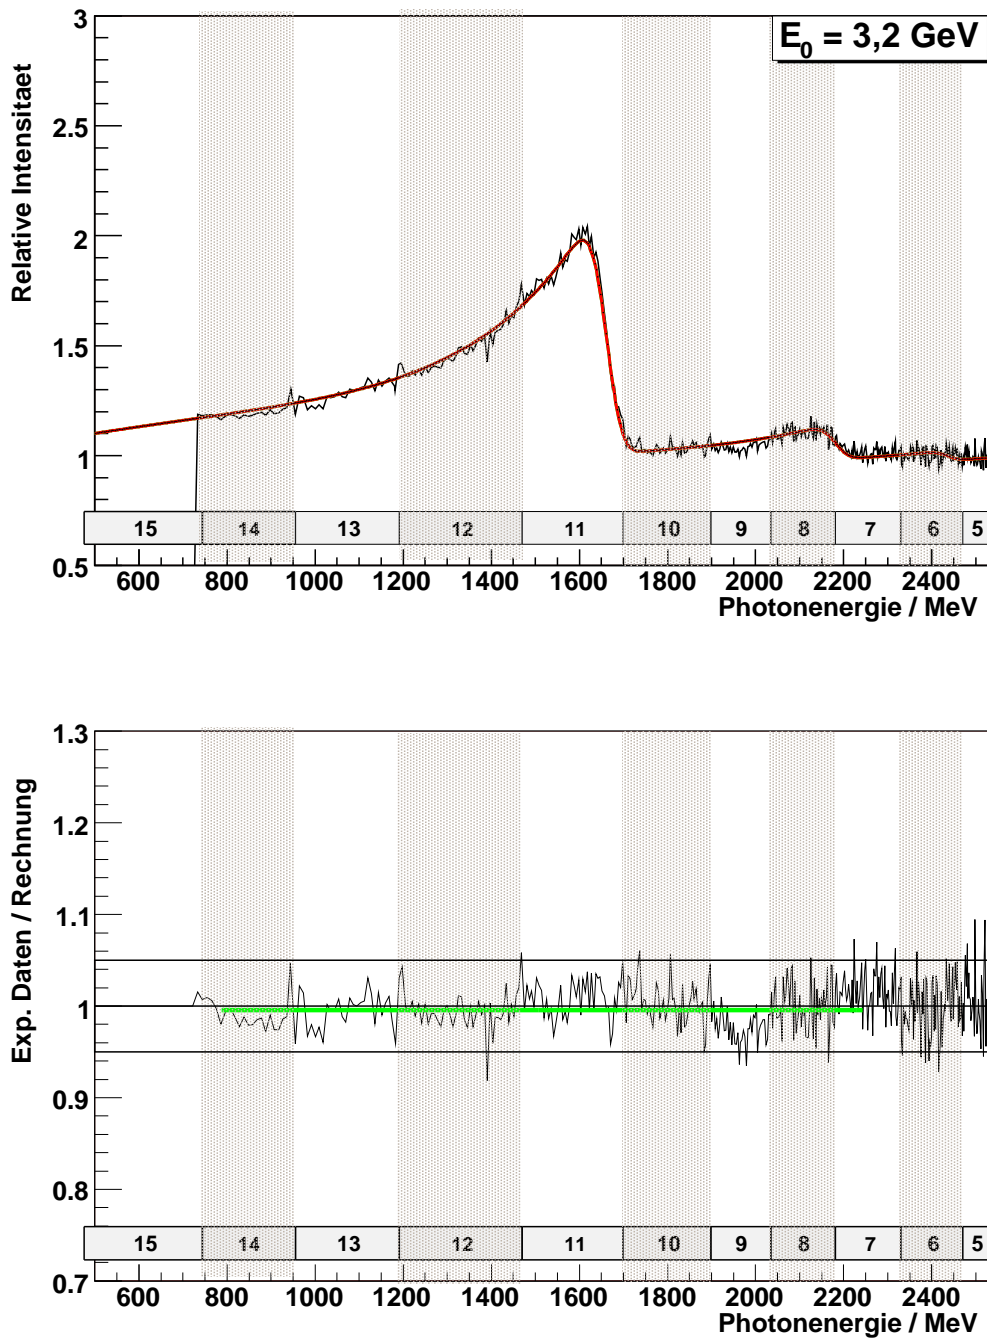 E0 = 3,2 GeV
Relative Intensitaet
3
2.5
2
1.5
1
0.5
15 14 13 12 11 10 9 8 7 6 5
600 800 1000 1200 1400 1600 1800 2000 2200 2400
Photonenergie / MeV
Exp. Daten / Rechnung
1.3
1.2
1.1
1
0.9
0.8
0.7
15 14 13 12 11 10 9 8 7 6 5
600 800 1000 1200 1400 1600 1800 2000 2200 2400
Photonenergie / MeV